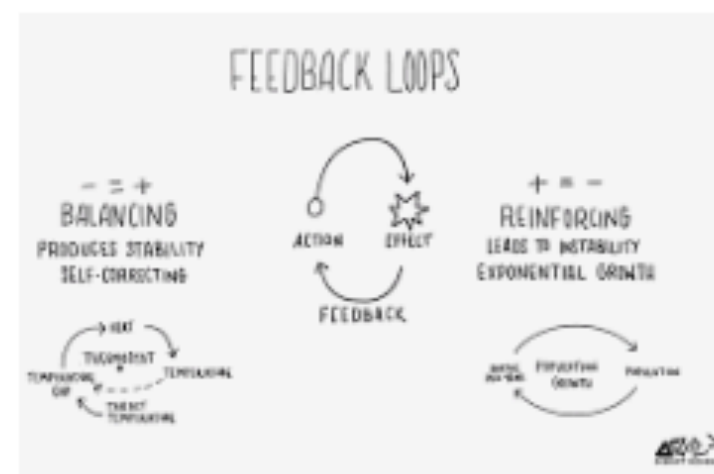 FEEDBACK LOOPS
- = +
BALANCING
PRODUCES STABILITY
SELF-CORRECTING
ACTION
EFFECT
FEEDBACK
+ = -
REINFORCING
LEADS TO INSTABILITY
EXPONENTIAL GROWTH
HEAT
TEMPERATURE
GAP
TEMPERATURE
TARGET
TEMPERATURE
POPULATION
GROWTH
POPULATION